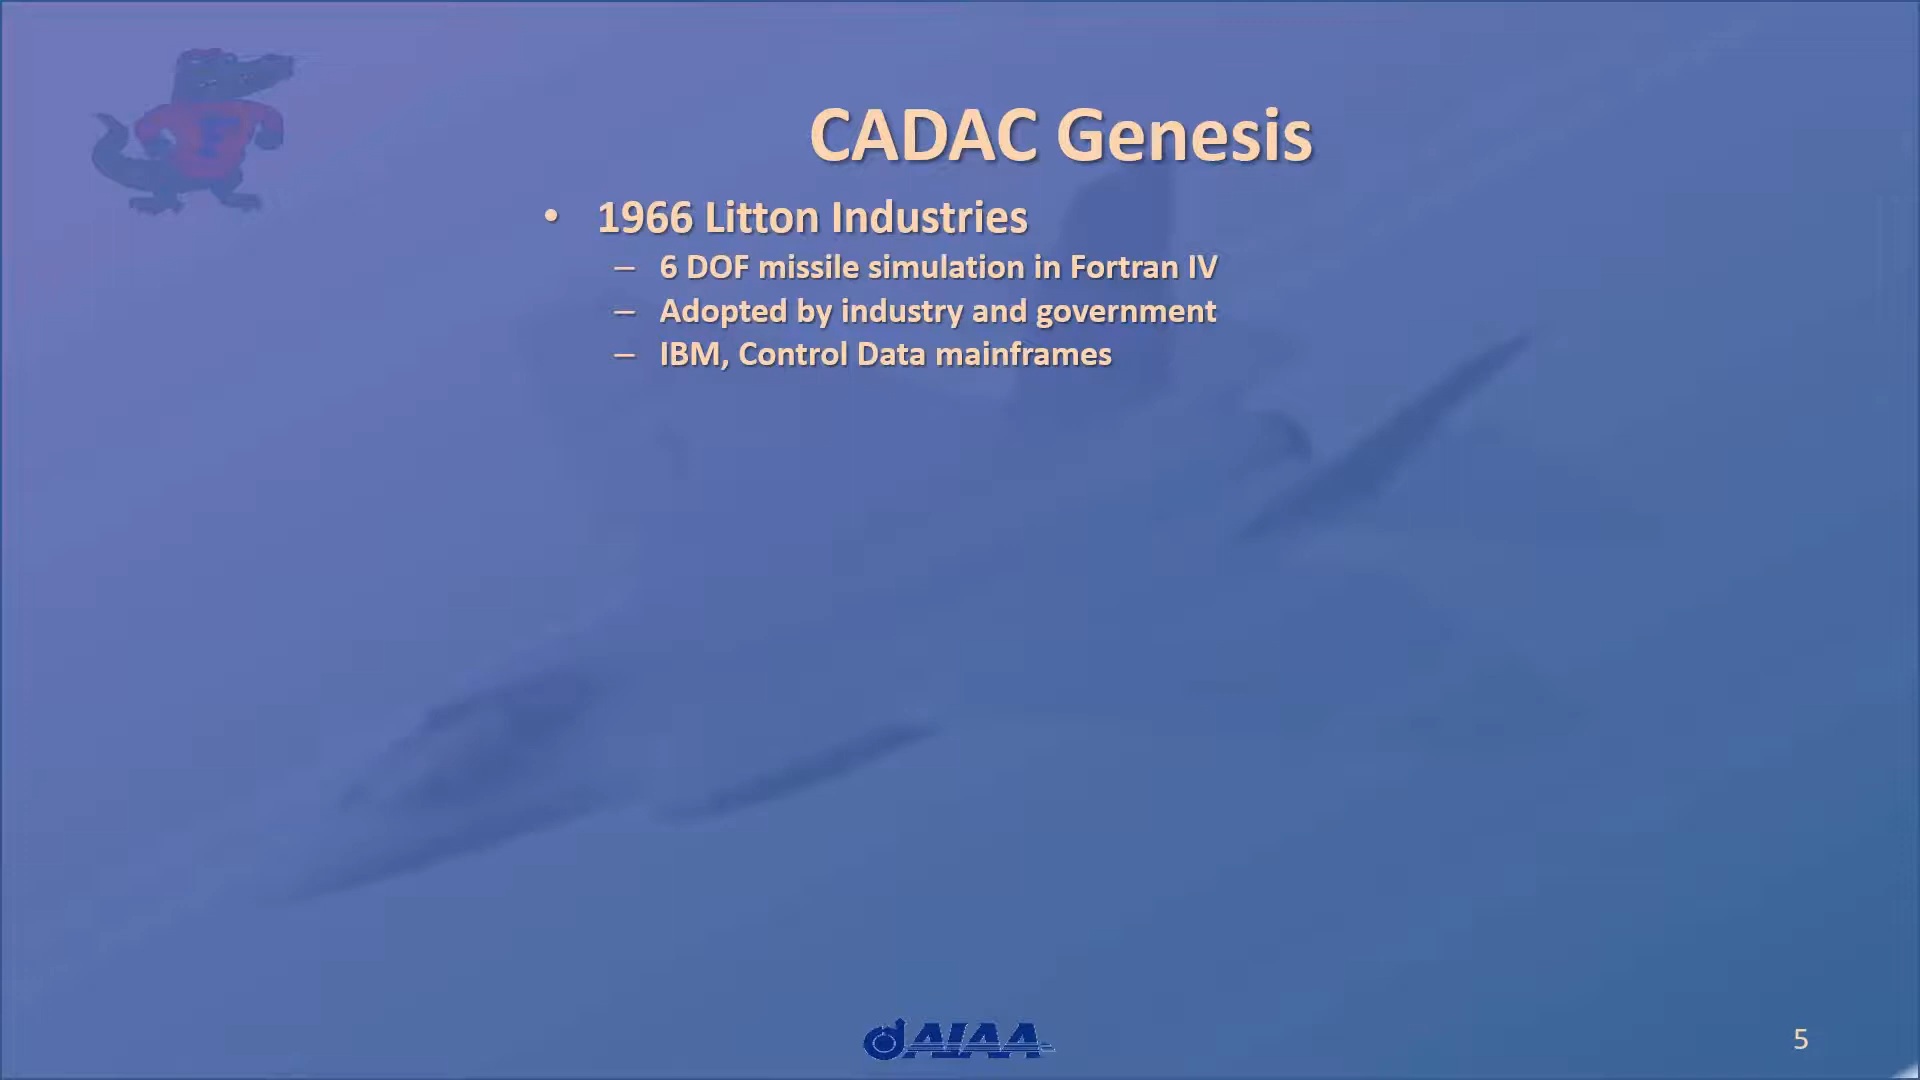 CADAC Genesis
• 1966 Litton Industries
– 6 DOF missile simulation in Fortran IV
– Adopted by industry and government
– IBM, Control Data mainframes
F
AIAA
5